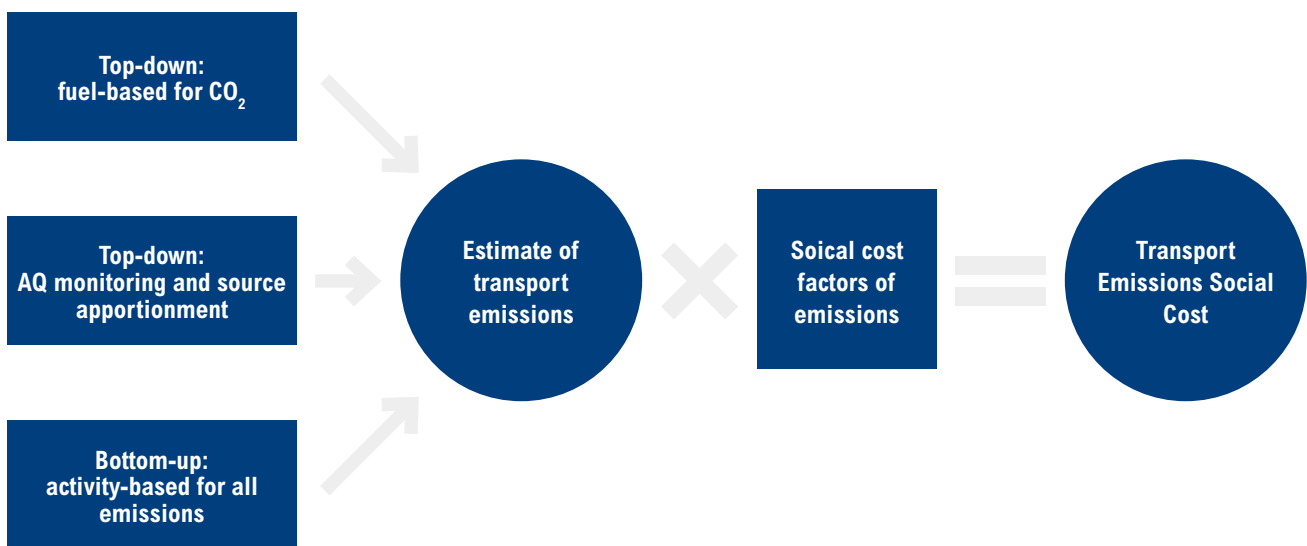 Top-down:
fuel-based for CO₂
Top-down:
AQ monitoring and source
apportionment
Bottom-up:
activity-based for all
emissions
Estimate of
transport
emissions
Soical cost
factors of
emissions
Transport
Emissions Social
Cost